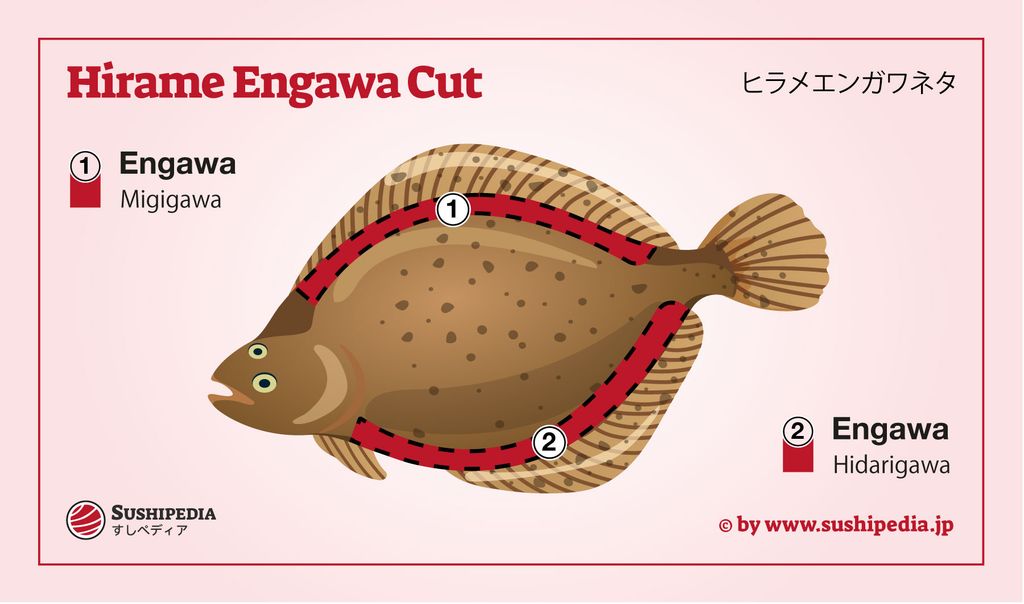 Hirame Engawa Cut
ヒラメエンガワネタ
1 Engawa
Migigawa
1
2
2 Engawa
Hidarigawa
SUSHIPEDIA
すしペディア
© by www.sushipedia.jp